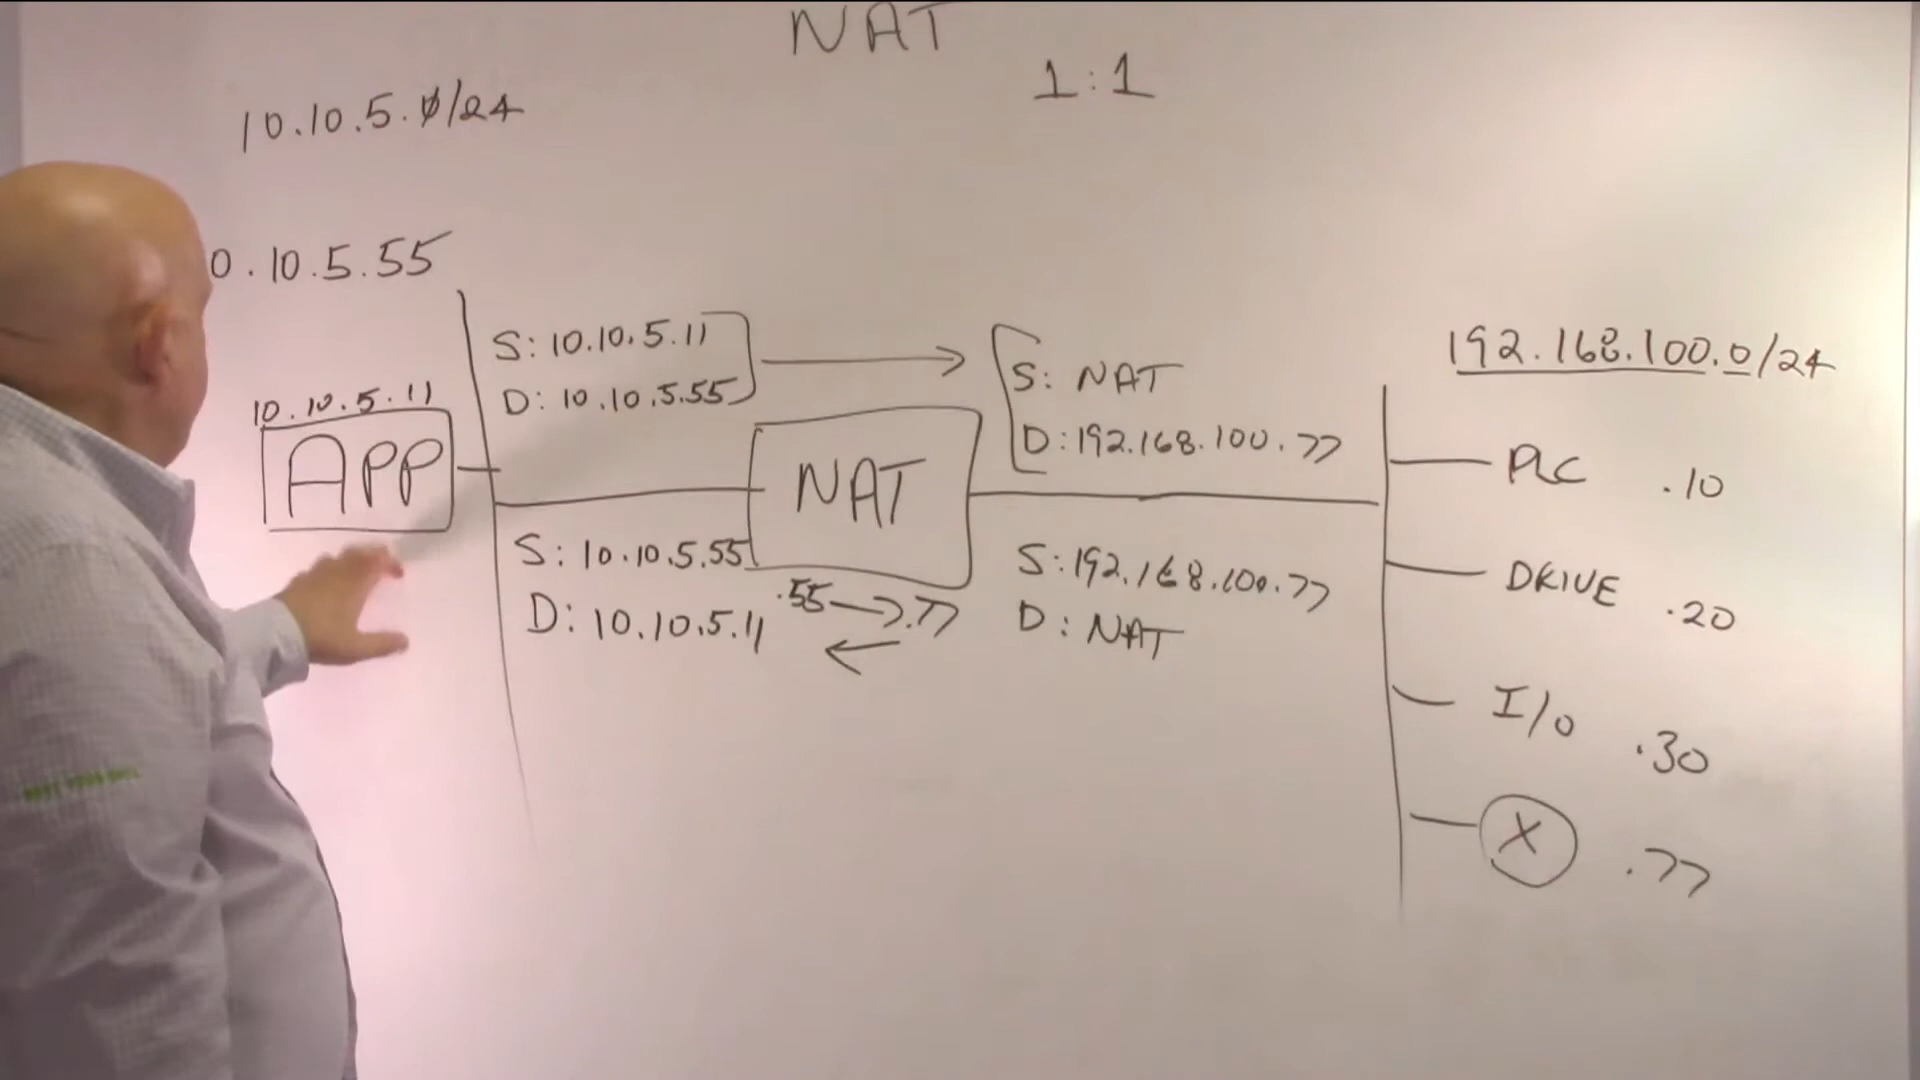 NAT
1:1
10.10.5.0/24
0.10.5.55
10.10.5.11
APP
S: 10.10.5.11
D: 10.10.5.55
S: NAT
D: 192.168.100.77
NAT
S: 10.10.5.55
D: 10.10.5.11
.55 → .77
←
S: 192.168.100.77
D: NAT
192.168.100.0/24
PLC .10
DRIVE .20
I/O .30
X .77